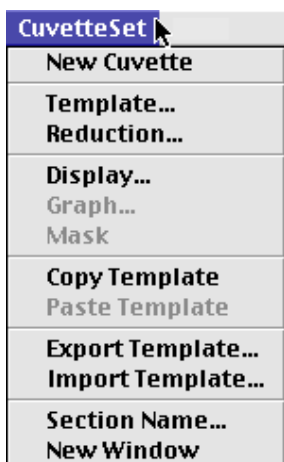 CuvetteSet
New Cuvette
Template...
Reduction...
Display...
Graph...
Mask
Copy Template
Paste Template
Export Template...
Import Template...
Section Name...
New Window